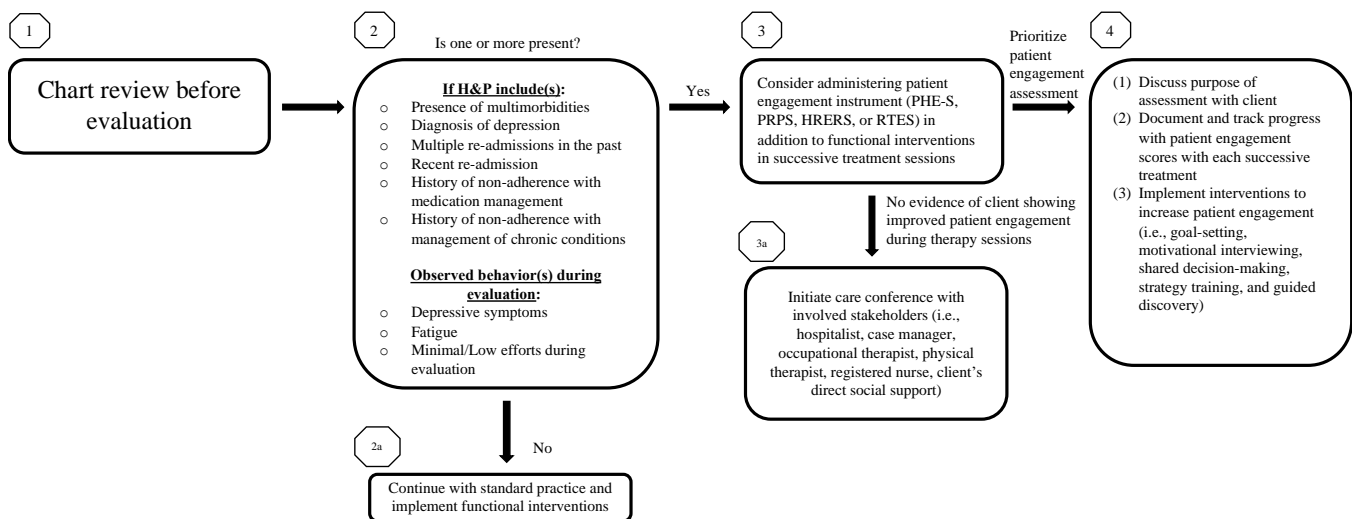 1
Chart review before
evaluation
2
Is one or more present?
If H&P include(s):
o Presence of multimorbidities
o Diagnosis of depression
o Multiple re-admissions in the past
o Recent re-admission
o History of non-adherence with
medication management
o History of non-adherence with
management of chronic conditions
Observed behavior(s) during
evaluation:
o Depressive symptoms
o Fatigue
o Minimal/Low efforts during
evaluation
No
2a
Continue with standard practice and
implement functional interventions
Yes
3
Consider administering patient
engagement instrument (PHE-S,
PRPS, HRERS, or RTES) in
addition to functional interventions
in successive treatment sessions
No evidence of client showing
improved patient engagement
during therapy sessions
3a
Initiate care conference with
involved stakeholders (i.e.,
hospitalist, case manager,
occupational therapist, physical
therapist, registered nurse, client's
direct social support)
Prioritize
patient
engagement
assessment
4
(1) Discuss purpose of
assessment with client
(2) Document and track progress
with patient engagement
scores with each successive
treatment
(3) Implement interventions to
increase patient engagement
(i.e., goal-setting,
motivational interviewing,
shared decision-making,
strategy training, and guided
discovery)